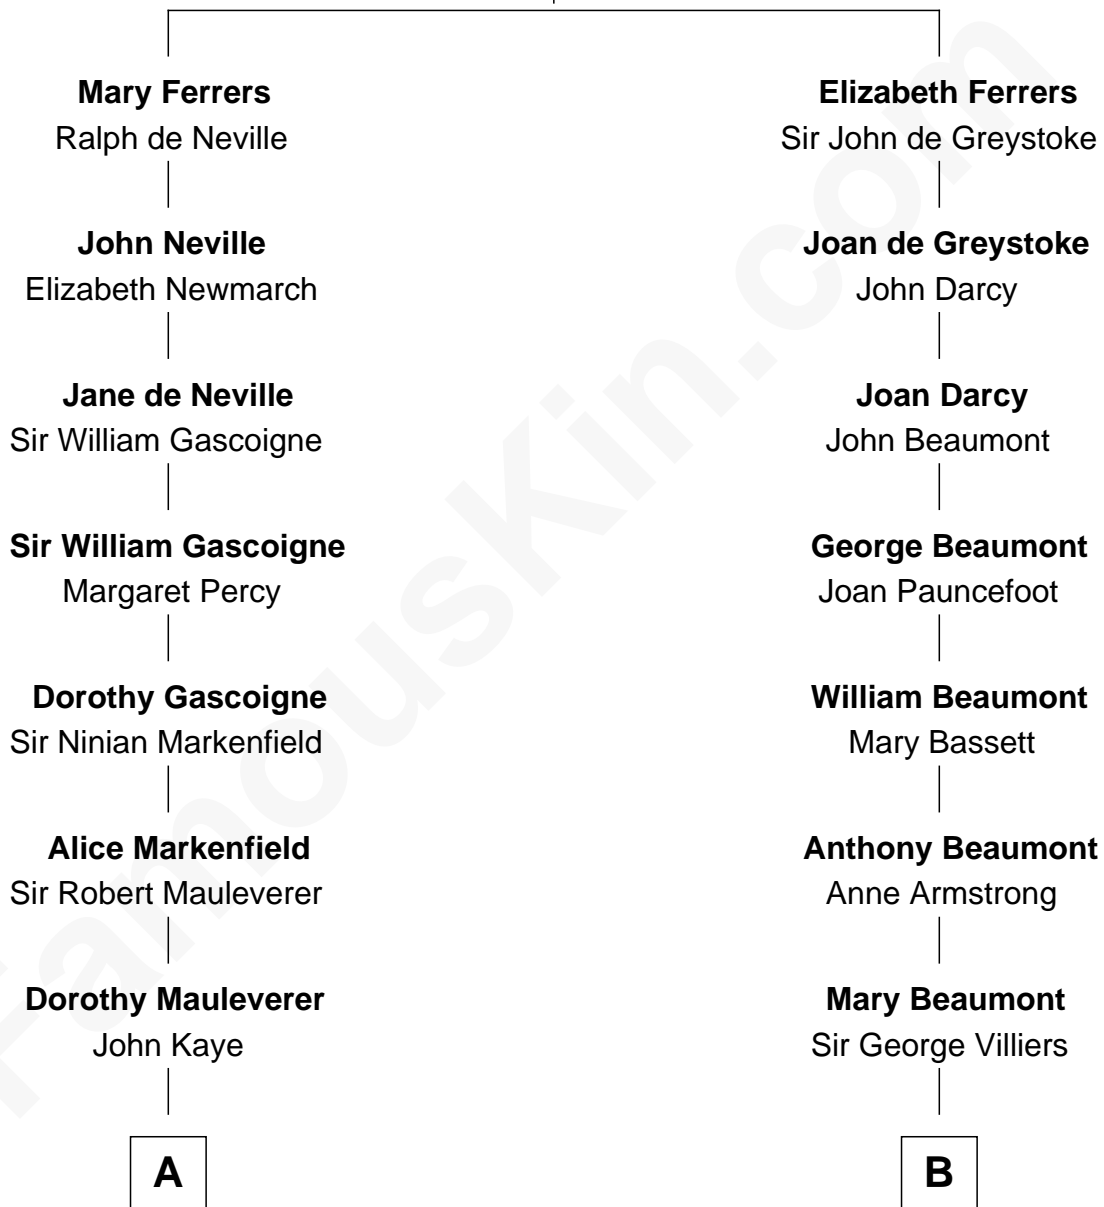 Mary Ferrers
Ralph de Neville
John Neville
Elizabeth Newmarch
Jane de Neville
Sir William Gascoigne
Sir William Gascoigne
Margaret Percy
Dorothy Gascoigne
Sir Ninian Markenfield
Alice Markenfield
Sir Robert Mauleverer
Dorothy Mauleverer
John Kaye
A
Elizabeth Ferrers
Sir John de Greystoke
Joan de Greystoke
John Darcy
Joan Darcy
John Beaumont
George Beaumont
Joan Pauncefoot
William Beaumont
Mary Bassett
Anthony Beaumont
Anne Armstrong
Mary Beaumont
Sir George Villiers
B
FamousKin.com